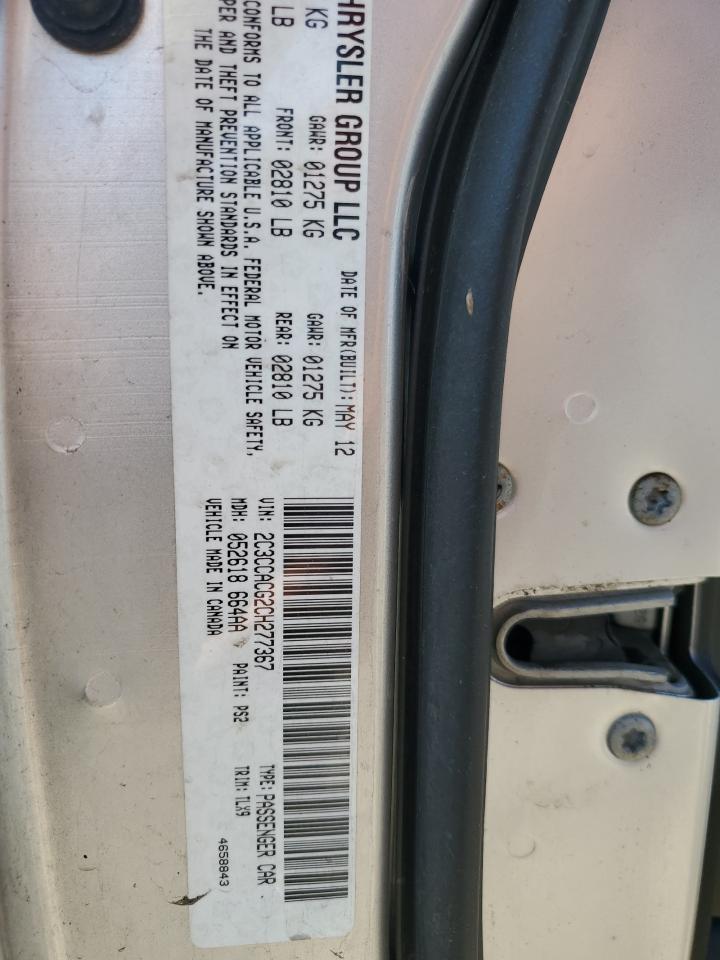 HRYSLER GROUP LLC
DATE OF MFR(BUILT): MAY 12
KG GAWR: 01275 KG GAWR: 01275 KG
LB FRONT: 02810 LB REAR: 02810 LB
CONFORMS TO ALL APPLICABLE U.S.A. FEDERAL MOTOR VEHICLE SAFETY,
PER AND THEFT PREVENTION STANDARDS IN EFFECT ON
THE DATE OF MANUFACTURE SHOWN ABOVE.
VIN: 2C3CCACG2CH277367 TYPE: PASSENGER CAR
MDH: 052618 664AA PAINT: PS2 TRIM: TLX9
VEHICLE MADE IN CANADA
4658843